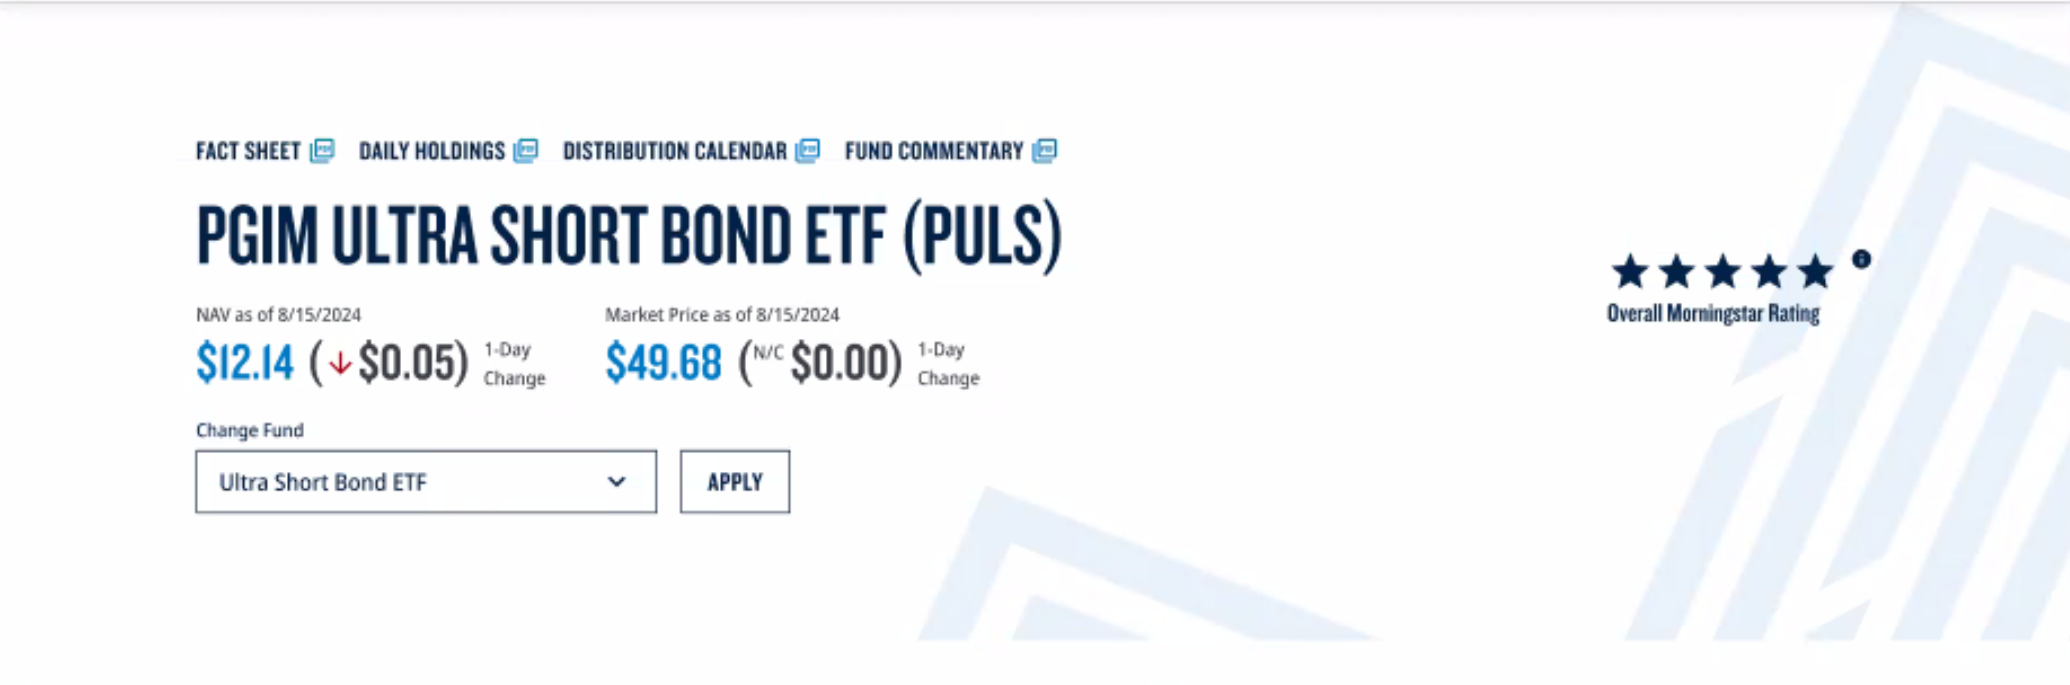 FACT SHEET DAILY HOLDINGS DISTRIBUTION CALENDAR FUND COMMENTARY
PGIM ULTRA SHORT BOND ETF (PULS)
NAV as of 8/15/2024
$12.14 (↓$0.05) 1-Day Change
Market Price as of 8/15/2024
$49.68 (N/C $0.00) 1-Day Change
Change Fund
Ultra Short Bond ETF
APPLY
★★★★★
Overall Morningstar Rating